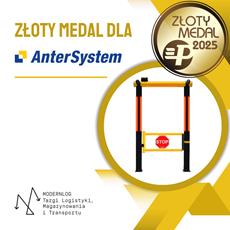 ZŁOTY MEDAL DLA
AnterSystem
ZŁOTY
MEDAL
2025
STOP
MODERNLOG
Targi Logistyki,
Magazynowania
i Transportu